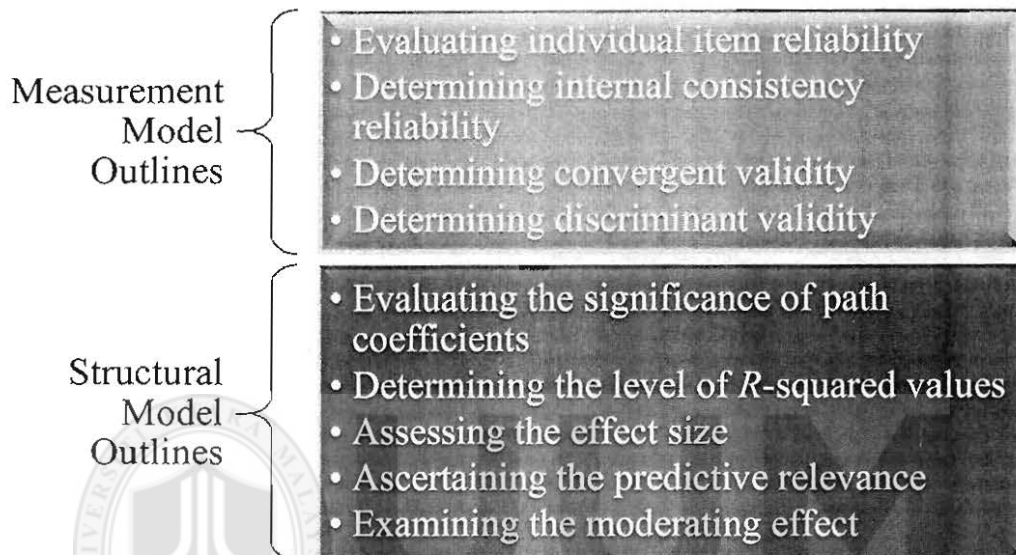 Measurement
Model
Outlines
• Evaluating individual item reliability
• Determining internal consistency
reliability
• Determining convergent validity
• Determining discriminant validity
Structural
Model
Outlines
• Evaluating the significance of path
coefficients
• Determining the level of R-squared values
• Assessing the effect size
• Ascertaining the predictive relevance
• Examining the moderating effect
UUM